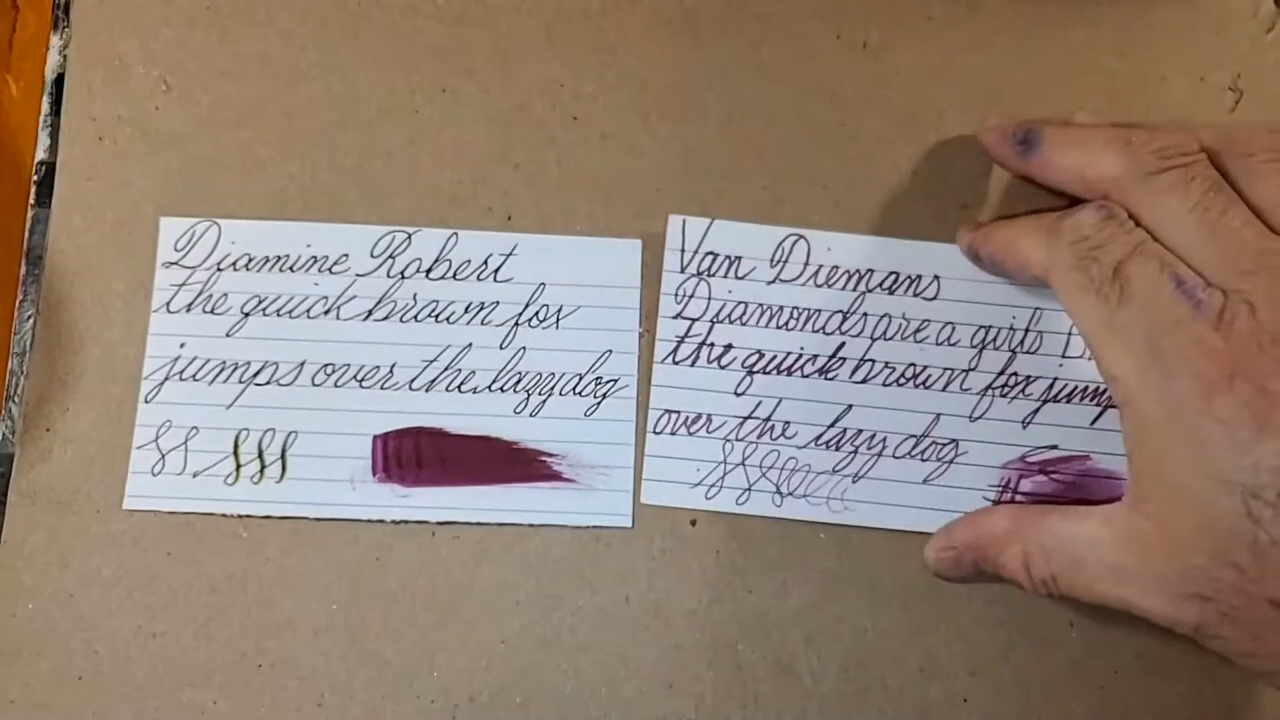 Diamine Robert
the quick brown fox
jumps over the lazy dog
Van Diemans
Diamonds are a girl's
the quick brown fox jump
over the lazy dog